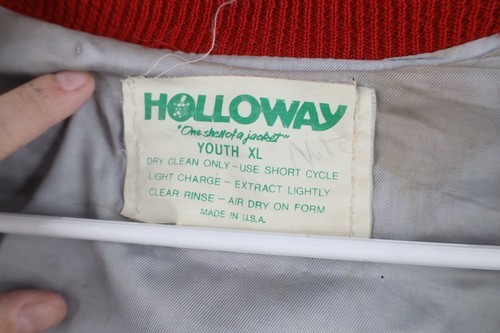 HOLLOWAY
"One shell of a jacket"
YOUTH XL
DRY CLEAN ONLY - USE SHORT CYCLE
LIGHT CHARGE - EXTRACT LIGHTLY
CLEAR RINSE - AIR DRY ON FORM
MADE IN U.S.A.